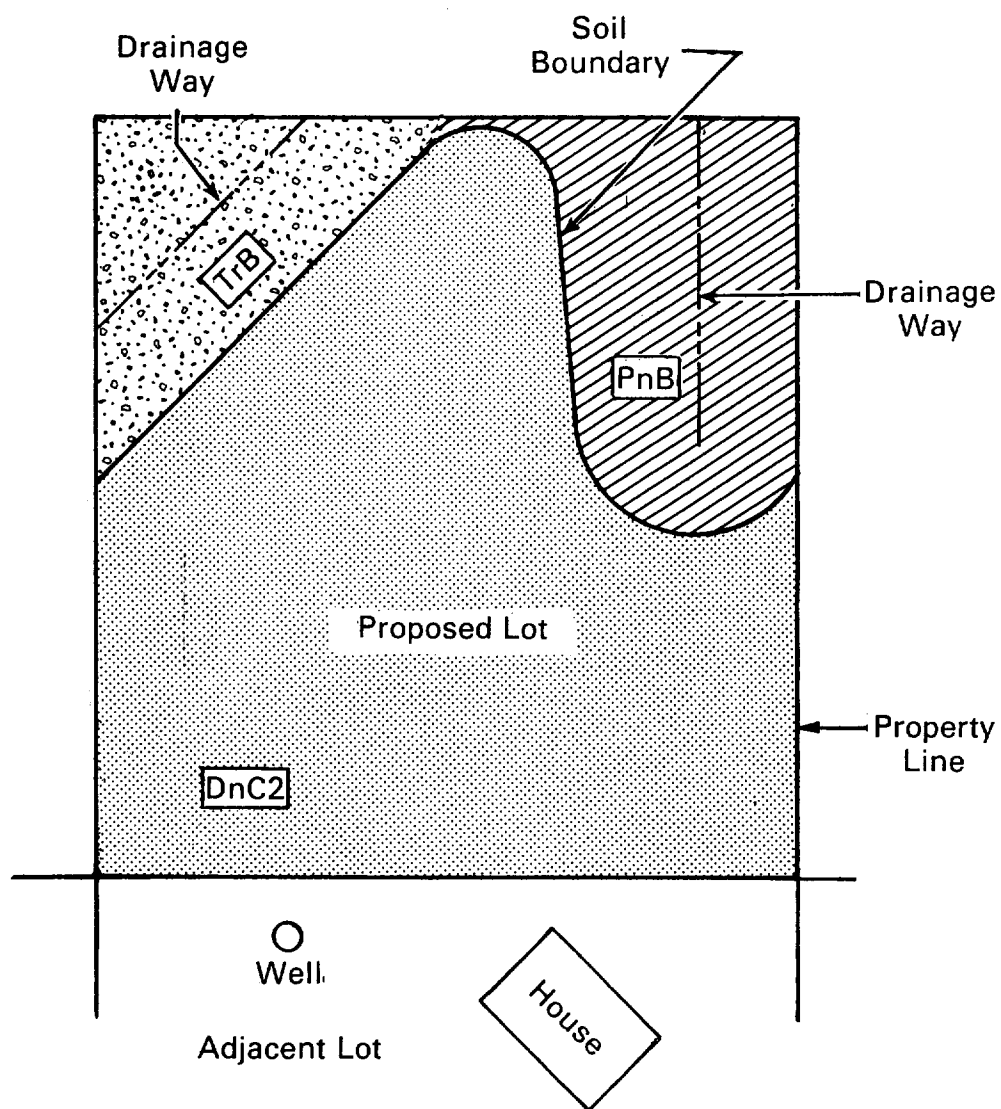 Soil
Boundary
Drainage
Way
TrB
Drainage
Way
PnB
Proposed Lot
Property
Line
DnC2
Well
House
Adjacent Lot